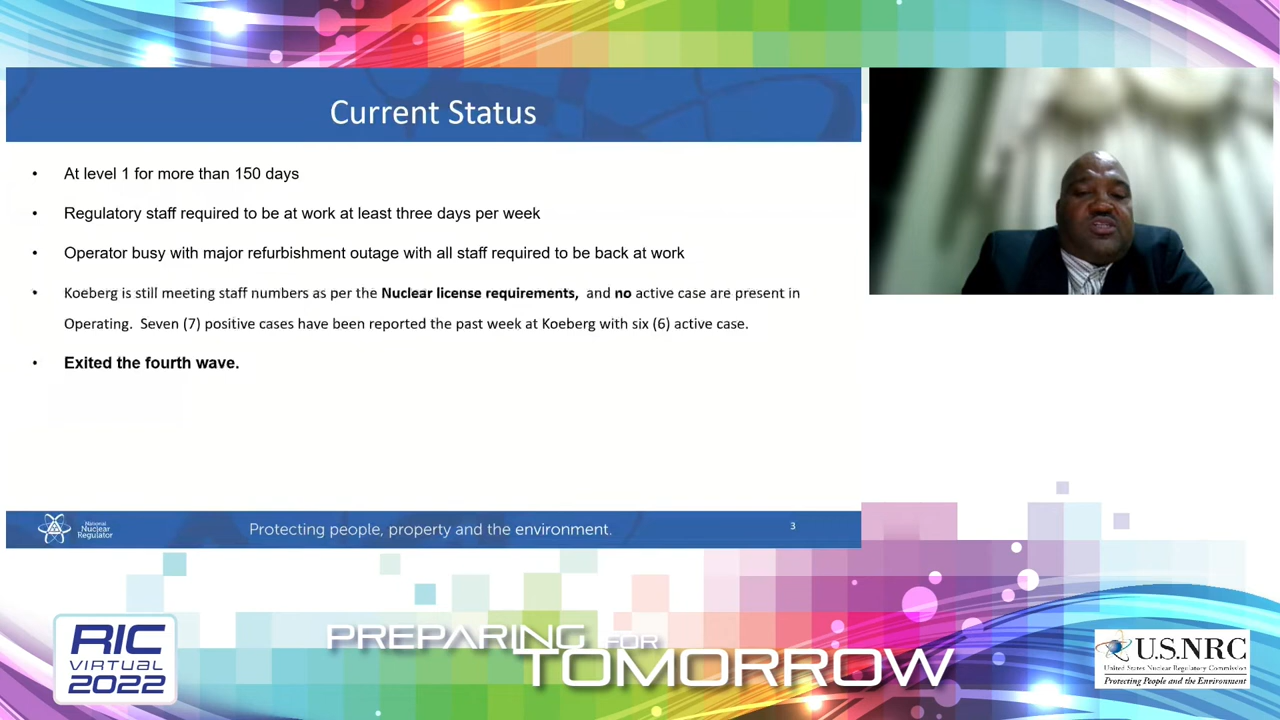 Current Status
• At level 1 for more than 150 days
• Regulatory staff required to be at work at least three days per week
• Operator busy with major refurbishment outage with all staff required to be back at work
• Koeberg is still meeting staff numbers as per the Nuclear license requirements, and no active case are present in
Operating. Seven (7) positive cases have been reported the past week at Koeberg with six (6) active case.
• Exited the fourth wave.
National
Nuclear
Regulator
Protecting people, property and the environment.
3
RIC
VIRTUAL
2022
PREPARING FOR
TOMORROW
U.S.NRC
United States Nuclear Regulatory Commission
Protecting People and the Environment